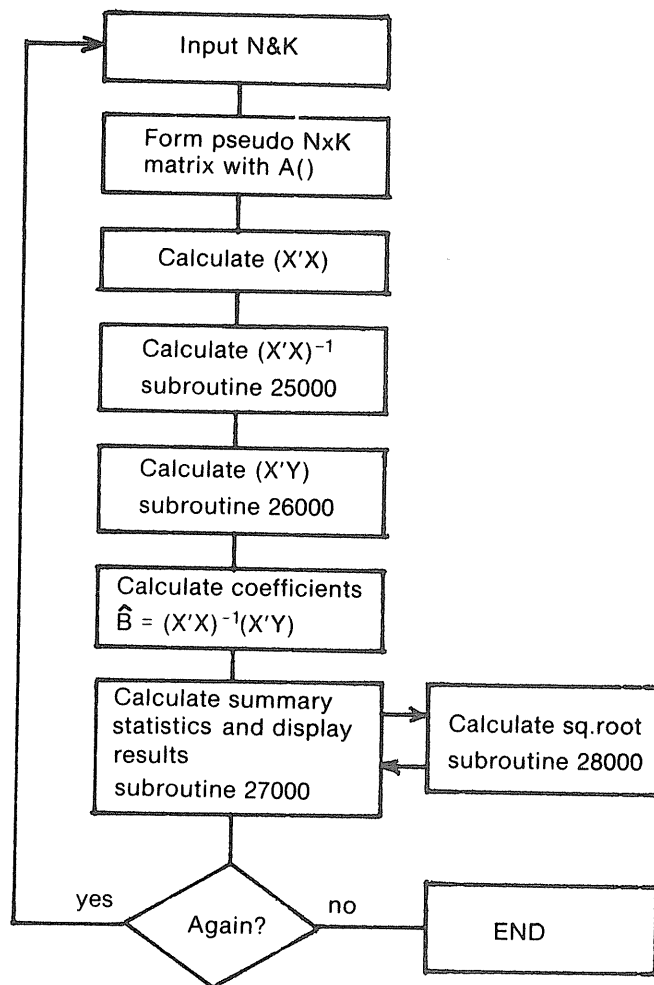 Input N&K
Form pseudo NxK
matrix with A()
Calculate (X'X)
Calculate (X'X)⁻¹
subroutine 25000
Calculate (X'Y)
subroutine 26000
Calculate coefficients
B̂ = (X'X)⁻¹(X'Y)
Calculate summary
statistics and display
results
subroutine 27000
Calculate sq.root
subroutine 28000
yes
Again?
no
END